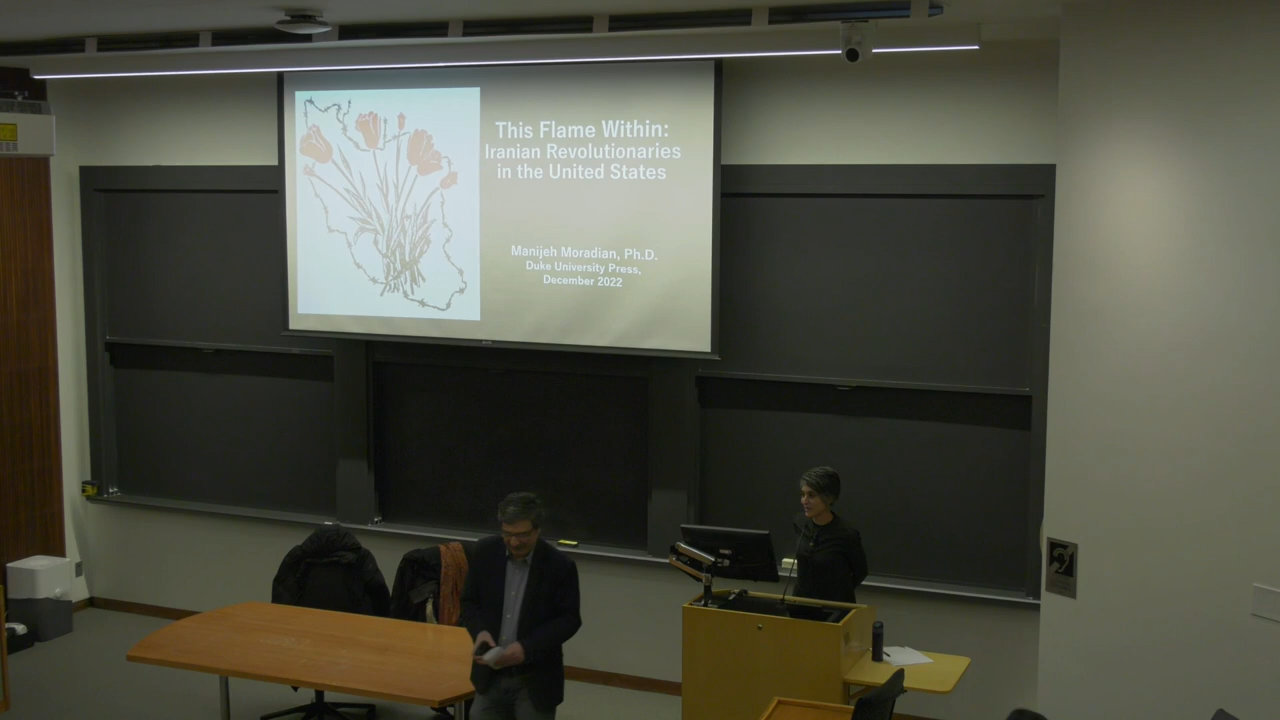 This Flame Within:
Iranian Revolutionaries
in the United States
Manijeh Moradian, Ph.D.
Duke University Press,
December 2022